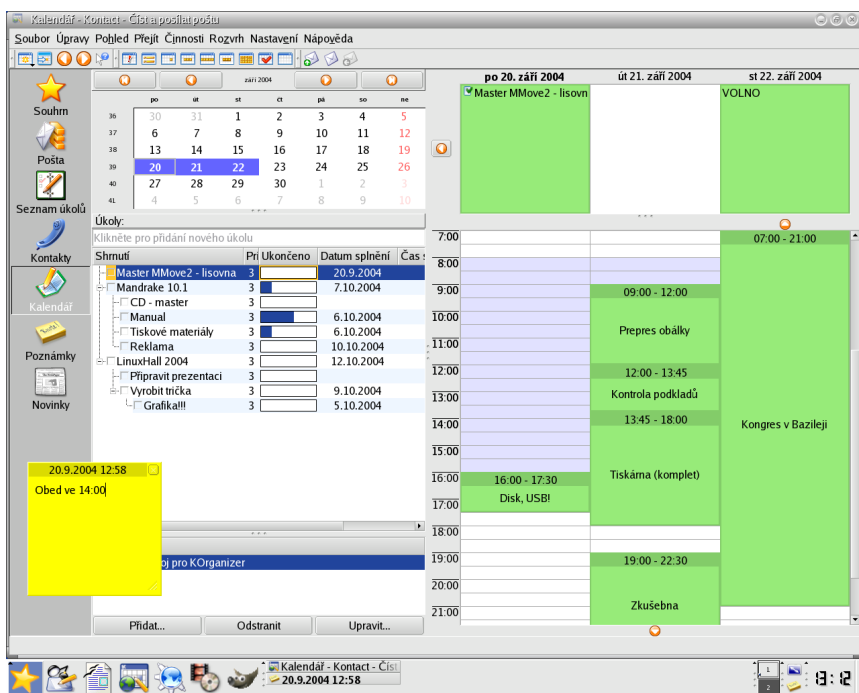 Kalendář - Kontact - Číst a posílat poštu
Soubor Úpravy Pohled Přejít Činnosti Rozvrh Nastavení Nápověda
Souhrn
Pošta
Seznam úkolů
Kontakty
Kalendář
Poznámky
Novinky
září 2004
po út st čt pá so ne
36 30 31 1 2 3 4 5
37 6 7 8 9 10 11 12
38 13 14 15 16 17 18 19
39 20 21 22 23 24 25 26
40 27 28 29 30 1 2 3
41 4 5 6 7 8 9 10
Úkoly:
Klikněte pro přidání nového úkolu
Shrnutí Pri Ukončeno Datum splnění Čas s
Master MMove2 - lisovna 3 20.9.2004
Mandrake 10.1 3 7.10.2004
CD - master 3
Manual 3 6.10.2004
Tiskové materiály 3 6.10.2004
Reklama 3 10.10.2004
LinuxHall 2004 3 12.10.2004
Připravit prezentaci 3
Vyrobit trička 3 9.10.2004
Grafika!!! 3 5.10.2004
20.9.2004 12:58
Obed ve 14:00
oj pro KOrganizer
Přidat... Odstranit Upravit...
po 20. září 2004 út 21. září 2004 st 22. září 2004
Master MMove2 - lisovn VOLNO
7:00
8:00
9:00
10:00
11:00
12:00
13:00
14:00
15:00
16:00
17:00
18:00
19:00
20:00
21:00
16:00 - 17:30
Disk, USB!
09:00 - 12:00
Prepres obálky
12:00 - 13:45
Kontrola podkladů
13:45 - 18:00
Tiskárna (komplet)
19:00 - 22:30
Zkušebna
07:00 - 21:00
Kongres v Bazileji
Kalendář - Kontact - Číst
20.9.2004 12:58
1
2
13:12